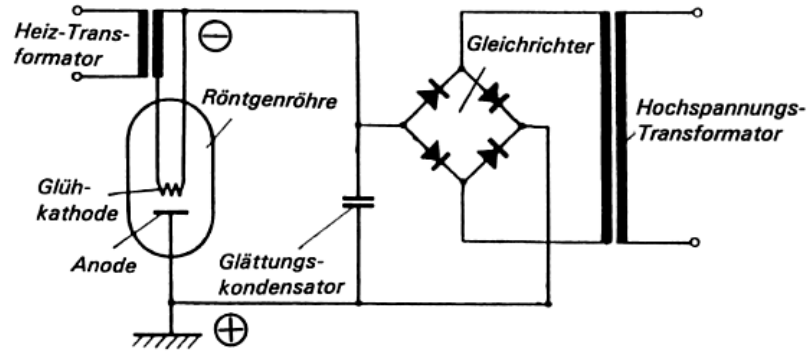 Heiz-Trans-
formator
⊖
Gleichrichter
Röntgenröhre
Hochspannungs-
Transformator
Glüh-
kathode
Anode
Glättungs-
kondensator
⊕